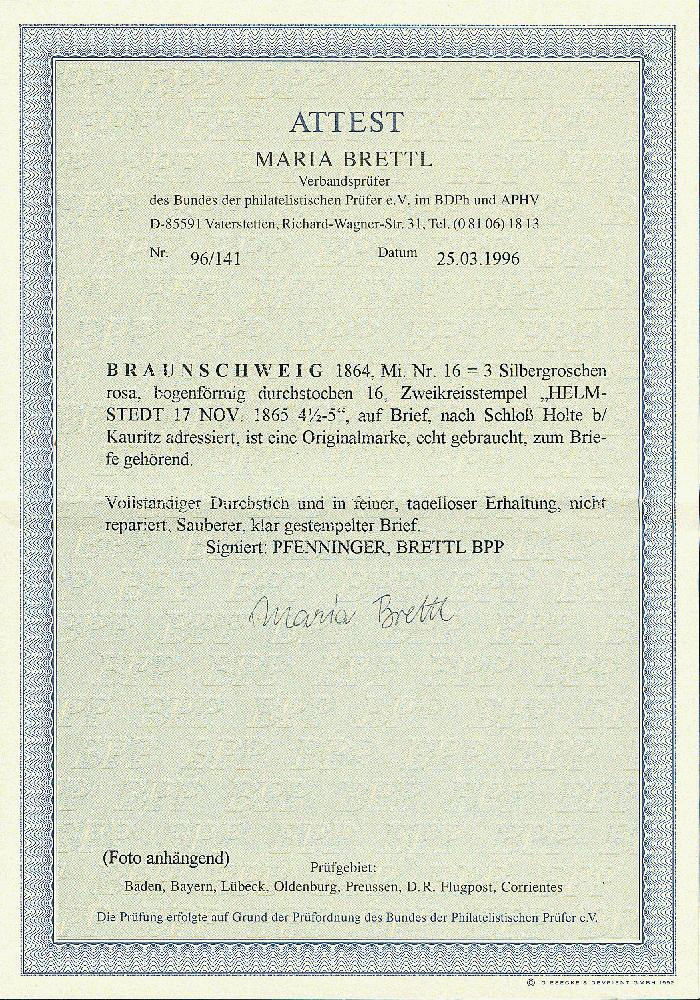 ATTEST
MARIA BRETTL
Verbandsprüfer
des Bundes der philatelistischen Prüfer e.V. im BDPh und APHV
D-85591 Vaterstetten, Richard-Wagner-Str. 31, Tel. (0 81 06) 18 13
Nr. 96/141 Datum 25.03.1996
BRAUNSCHWEIG 1864, Mi. Nr. 16 = 3 Silbergroschen
rosa, bogenförmig durchstochen 16, Zweikreisstempel „HELM-
STEDT 17 NOV. 1865 4½-5“, auf Brief, nach Schloß Holte b/
Kauritz adressiert, ist eine Originalmarke, echt gebraucht, zum Brie-
fe gehörend.
Vollständiger Durchstich und in feiner, tadelloser Erhaltung, nicht
repariert. Sauberer, klar gestempelter Brief.
Signiert: PFENNINGER, BRETTL BPP
Maria Brettl
(Foto anhängend)
Prüfgebiet:
Baden, Bayern, Lübeck, Oldenburg, Preussen, D.R. Flugpost, Corrientes
Die Prüfung erfolgte auf Grund der Prüfordnung des Bundes der Philatelistischen Prüfer e.V.